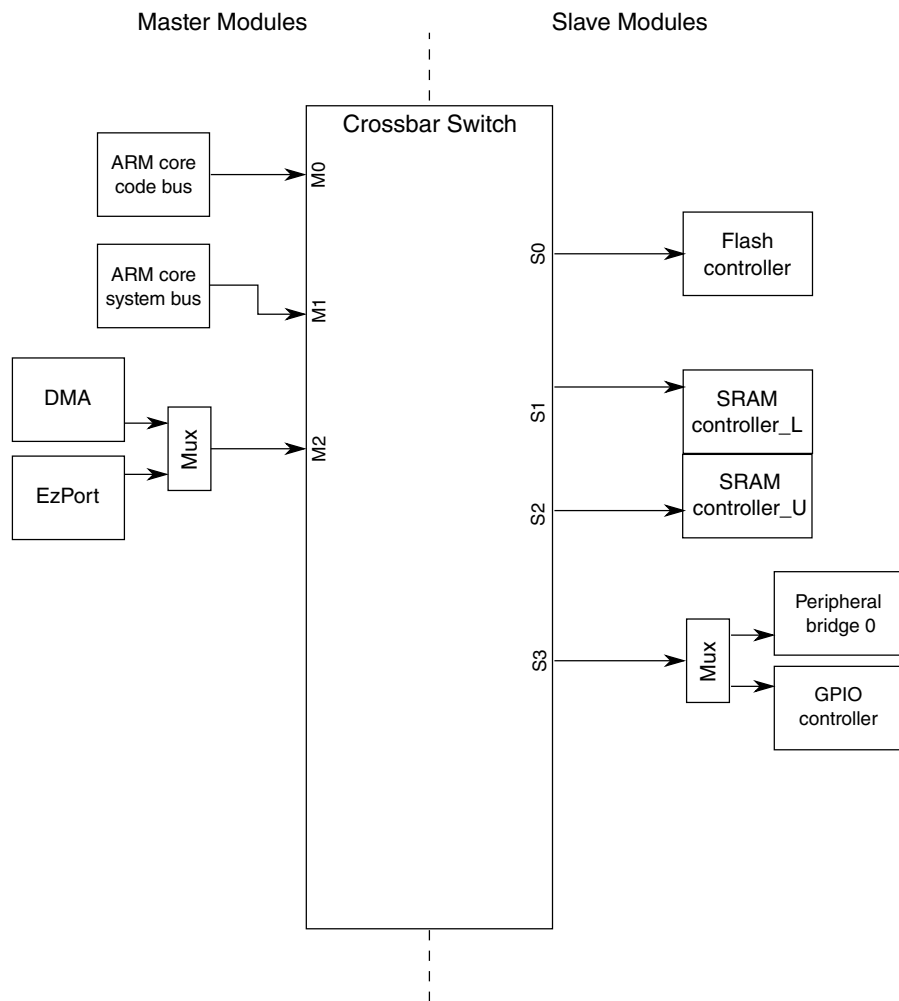 Master Modules
Slave Modules
Crossbar Switch
ARM core
code bus
M0
ARM core
system bus
M1
DMA
EzPort
Mux
M2
S0
Flash
controller
S1
SRAM
controller_L
S2
SRAM
controller_U
S3
Mux
Peripheral
bridge 0
GPIO
controller